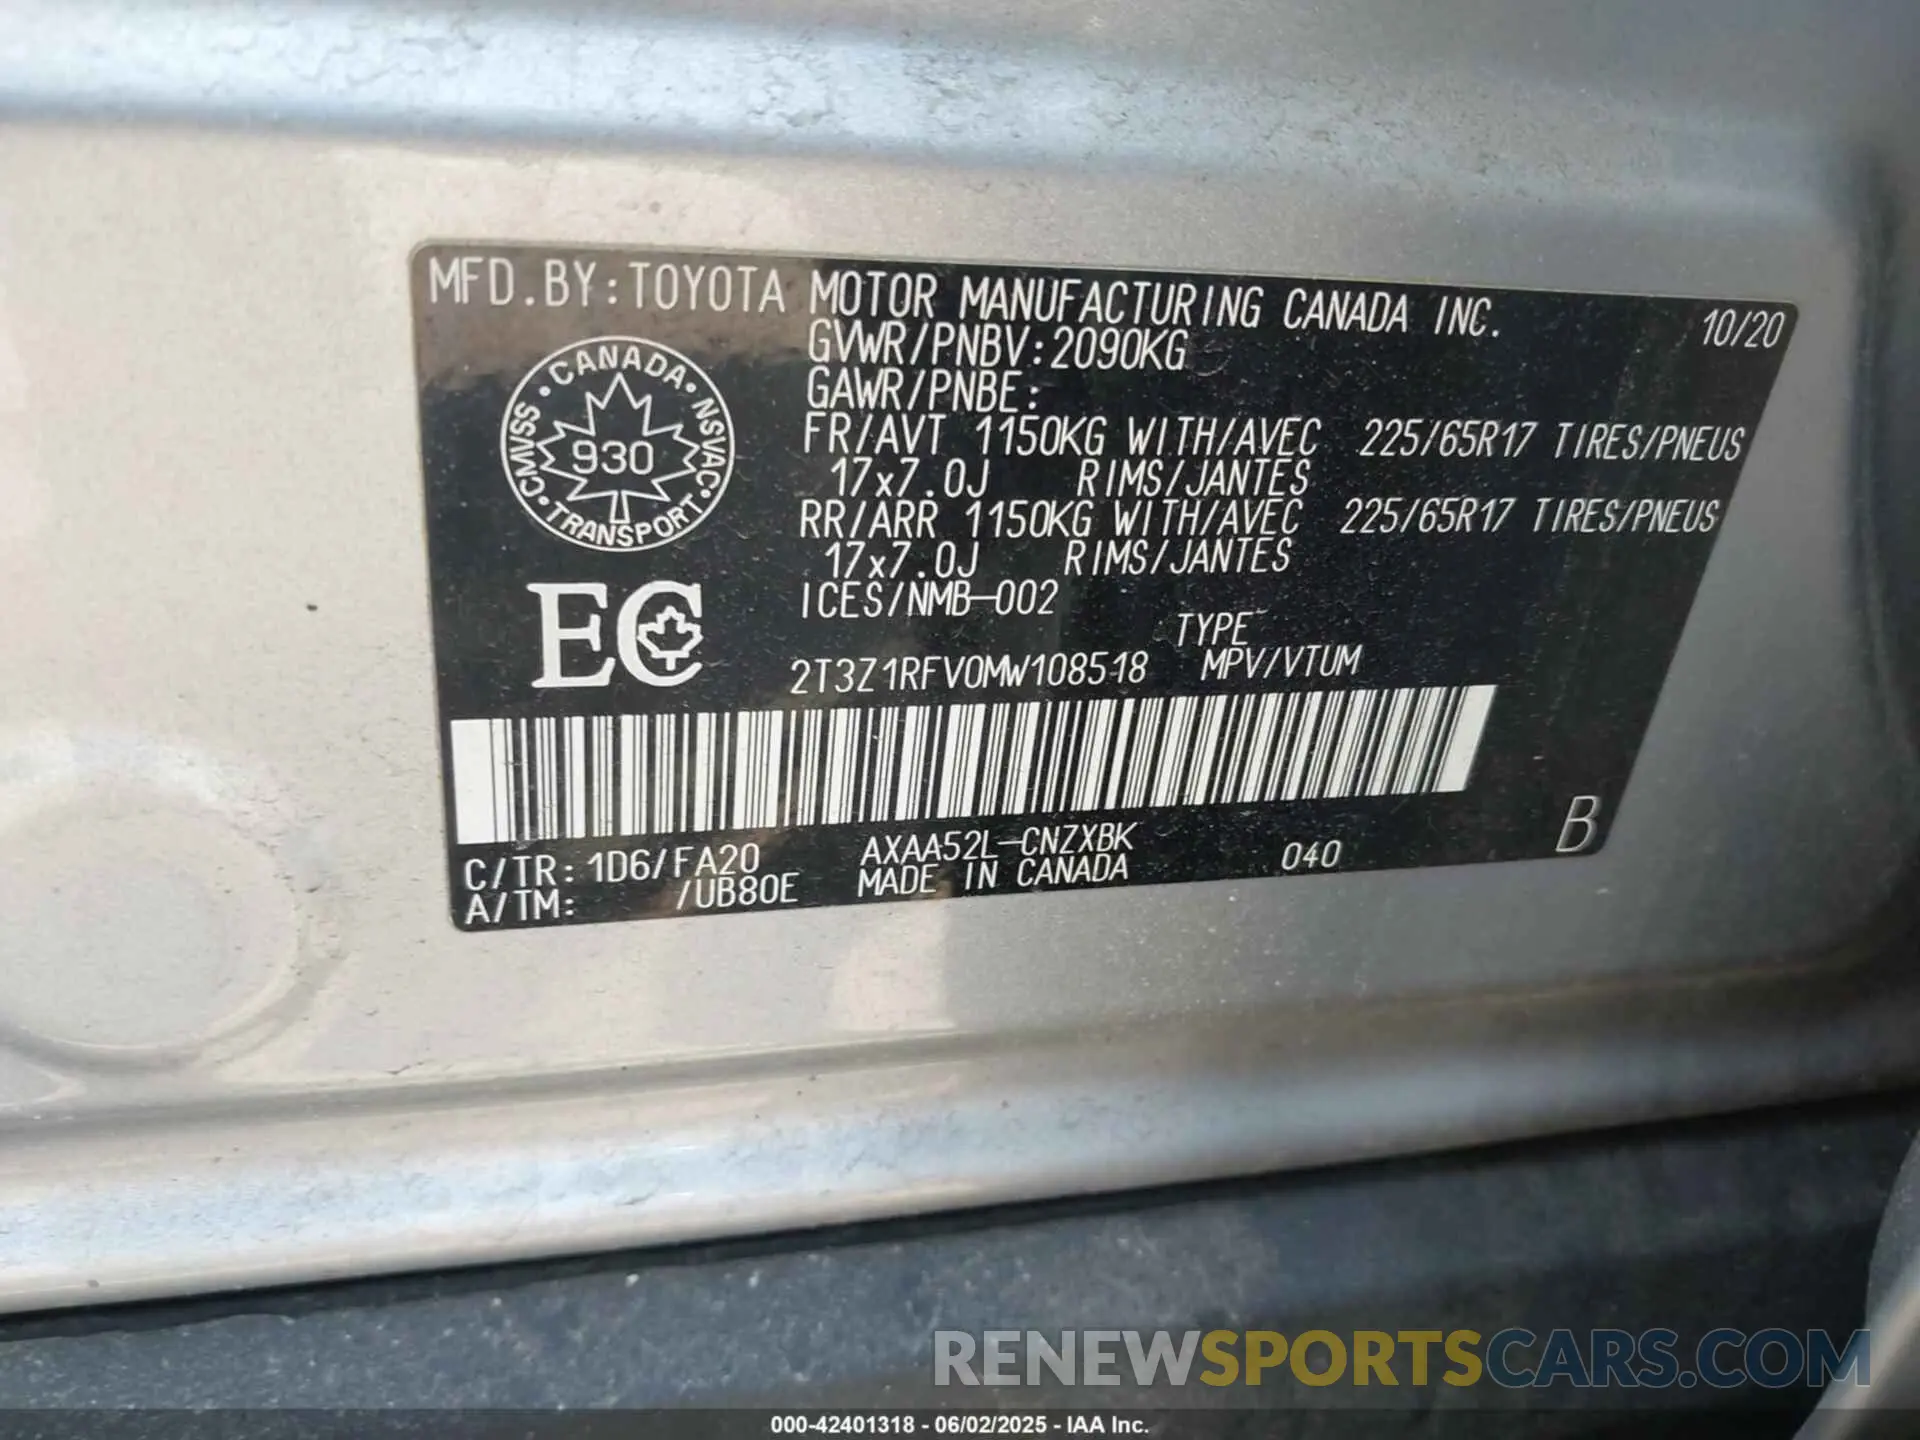 MFD.BY:TOYOTA MOTOR MANUFACTURING CANADA INC. 10/20
GVWR/PNBV:2090KG
GAWR/PNBE:
FR/AVT 1150KG WITH/AVEC 225/65R17 TIRES/PNEUS
17x7.0J RIMS/JANTES
RR/ARR 1150KG WITH/AVEC 225/65R17 TIRES/PNEUS
17x7.0J RIMS/JANTES
ICES/NMB-002
CANADA · NSVAC · TRANSPORT · CMVSS ·
930
EC
TYPE
2T3Z1RFV0MW108518 MPV/VTUM
C/TR: 1D6/FA20 AXAA52L-CNZXBK 040 B
A/TM: /UB80E MADE IN CANADA
RENEWSPORTSCARS.COM
000-42401318 - 06/02/2025 - IAA Inc.